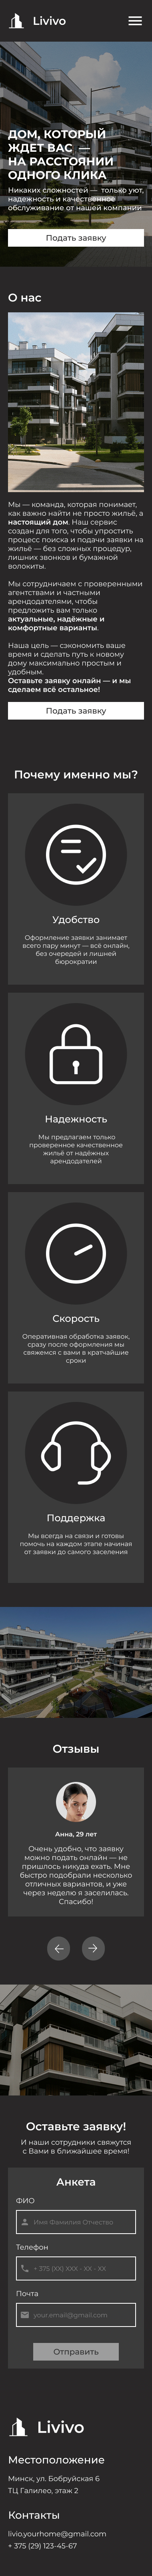 Livivo
ДОМ, КОТОРЫЙ
ЖДЕТ ВАС —
НА РАССТОЯНИИ
ОДНОГО КЛИКА
Никаких сложностей — только уют,
надежность и качественное
обслуживание от нашей компании
Подать заявку
О нас
Мы — команда, которая понимает,
как важно найти не просто жильё, а
настоящий дом. Наш сервис
создан для того, чтобы упростить
процесс поиска и подачи заявки на
жильё — без сложных процедур,
лишних звонков и бумажной
волокиты.
Мы сотрудничаем с проверенными
агентствами и частными
арендодателями, чтобы
предложить вам только
актуальные, надёжные и
комфортные варианты.
Наша цель — сэкономить ваше
время и сделать путь к новому
дому максимально простым и
удобным.
Оставьте заявку онлайн — и мы
сделаем всё остальное!
Подать заявку
Почему именно мы?
Удобство
Оформление заявки занимает
всего пару минут — всё онлайн,
без очередей и лишней
бюрократии
Надежность
Мы предлагаем только
проверенное качественное
жильё от надёжных
арендодателей
Скорость
Оперативная обработка заявок,
сразу после оформления мы
свяжемся с вами в кратчайшие
сроки
Поддержка
Мы всегда на связи и готовы
помочь на каждом этапе начиная
от заявки до самого заселения
Отзывы
Анна, 29 лет
Очень удобно, что заявку
можно подать онлайн — не
пришлось никуда ехать. Мне
быстро подобрали несколько
отличных вариантов, и уже
через неделю я заселилась.
Спасибо!
Оставьте заявку!
И наши сотрудники свяжутся
с Вами в ближайшее время!
Анкета
ФИО
Имя Фамилия Отчество
Телефон
+ 375 (XX) XXX - XX - XX
Почта
your.email@gmail.com
Отправить
Livivo
Местоположение
Минск, ул. Бобруйская 6
ТЦ Галилео, этаж 2
Контакты
livio.yourhome@gmail.com
+ 375 (29) 123-45-67